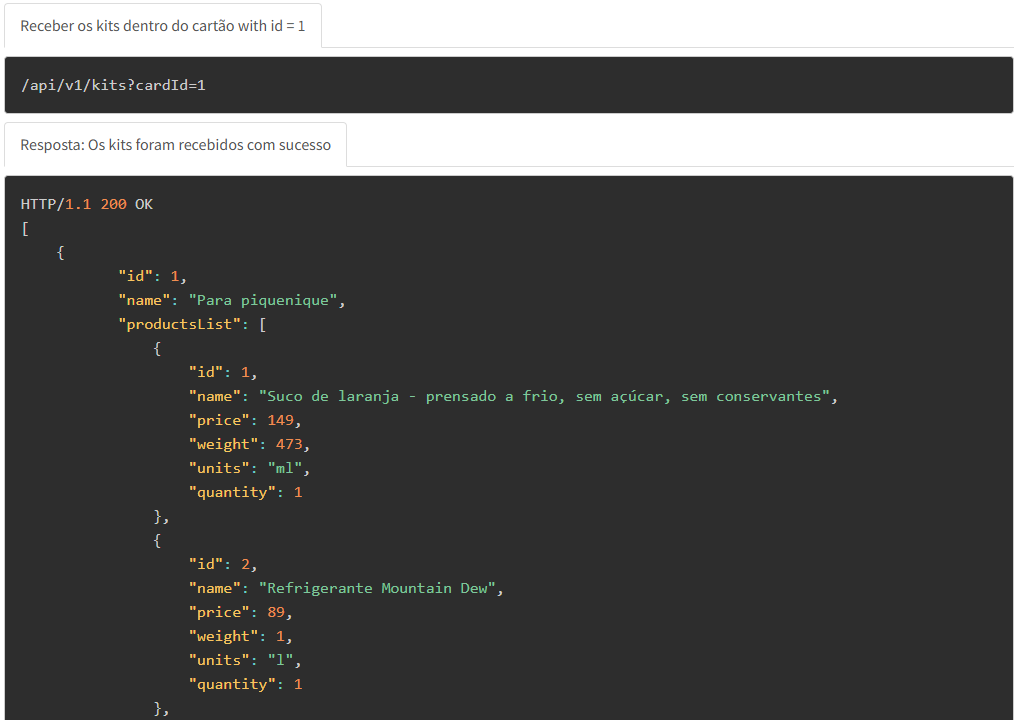 Receber os kits dentro do cartão with id = 1
/api/v1/kits?cardId=1
Resposta: Os kits foram recebidos com sucesso
HTTP/1.1 200 OK
[
    {
           "id": 1,
           "name": "Para piquenique",
           "productsList": [
               {
                   "id": 1,
                   "name": "Suco de laranja - prensado a frio, sem açúcar, sem conservantes",
                   "price": 149,
                   "weight": 473,
                   "units": "ml",
                   "quantity": 1
               },
               {
                   "id": 2,
                   "name": "Refrigerante Mountain Dew",
                   "price": 89,
                   "weight": 1,
                   "units": "l",
                   "quantity": 1
               },